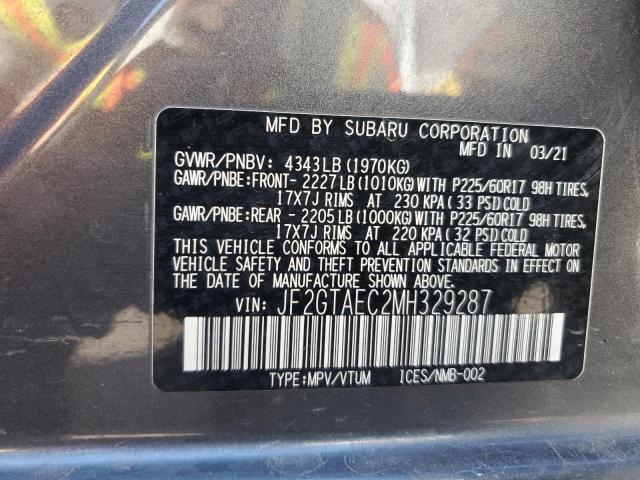 MFD BY SUBARU CORPORATION
MFD. IN 03/21
GVWR/PNBV: 4343LB(1970KG)
GAWR/PNBE:FRONT-2227LB(1010KG)WITH P225/60R17 98H TIRES,
17X7J RIMS AT 230 KPA(33 PSI)COLD
GAWR/PNBE:REAR -2205LB(1000KG)WITH P225/60R17 98H TIRES,
17X7J RIMS AT 220 KPA(32 PSI)COLD
THIS VEHICLE CONFORMS TO ALL APPLICABLE FEDERAL MOTOR
VEHICLE SAFETY AND THEFT PREVENTION STANDARDS IN EFFECT ON
THE DATE OF MANUFACTURE SHOWN ABOVE.
VIN: JF2GTAEC2MH329287
TYPE:MPV/VTUM ICES/NMB-002